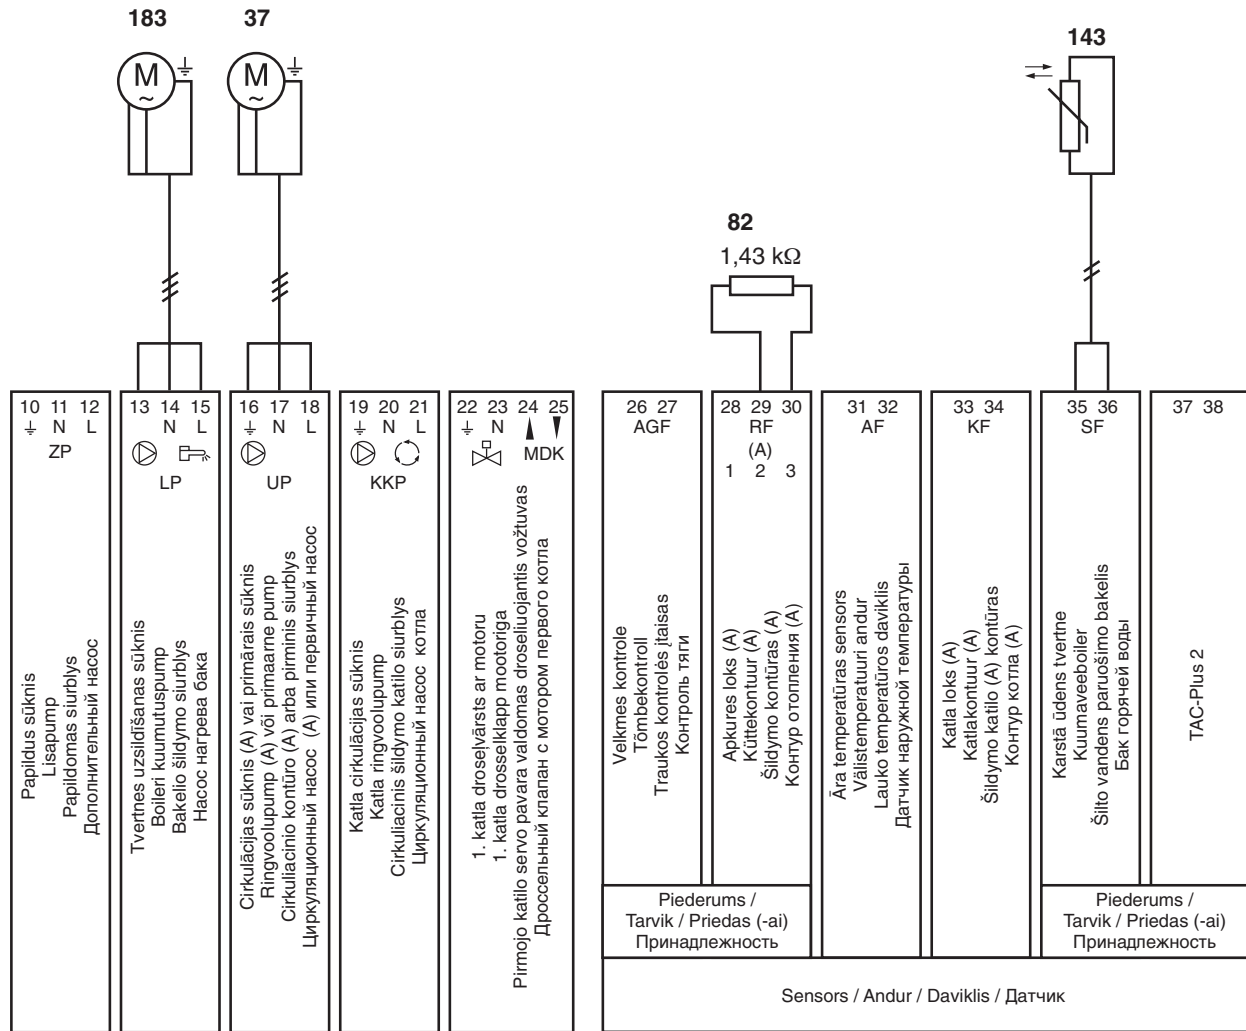 183
37
143
M
~
M
~
82
1,43 kΩ
10 11 12
N L
ZP
Papildus sūknis
Lisapump
Papildomas siurblys
Дополнительный насос
13 14 15
N L
LP
Tvertnes uzsildīšanas sūknis
Boileri kuumutuspump
Bakelio šildymo siurblys
Насос нагрева бака
16 17 18
N L
UP
Cirkulācijas sūknis (A) vai primārais sūknis
Ringvoolupump (A) või primaarne pump
Cirkuliacinio kontūro (A) arba pirminis siurblys
Циркуляционный насос (A) или первичный насос
19 20 21
N L
KKP
Katla cirkulācijas sūknis
Katla ringvoolupump
Cirkuliacinis šildymo katilo siurblys
Циркуляционный насос котла
22 23 24 25
N
MDK
1. katla droseļvārsts ar motoru
1. katla drosselklapp mootoriga
Pirmojo katilo servo pavara valdomas droseliuojantis vožtuvas
Дроссельный клапан с мотором первого котла
26 27
AGF
Velkmes kontrole
Tõmbekontroll
Traukos kontrolės įtaisas
Контроль тяги
28 29 30
RF
(A)
1 2 3
Apkures loks (A)
Küttekontuur (A)
Šildymo kontūras (A)
Контур отопления (A)
31 32
AF
Āra temperatūras sensors
Välistemperatuuri andur
Lauko temperatūros daviklis
Датчик наружной температуры
33 34
KF
Katla loks (A)
Katlakontuur (A)
Šildymo katilo (A) kontūras
Контур котла (A)
35 36
SF
Karstā ūdens tvertne
Kuumaveeboiler
Šilto vandens paruošimo bakelis
Бак горячей воды
37 38
TAC-Plus 2
Piederums /
Tarvik / Priedas (-ai)
Принадлежность
Piederums /
Tarvik / Priedas (-ai)
Принадлежность
Sensors / Andur / Daviklis / Датчик